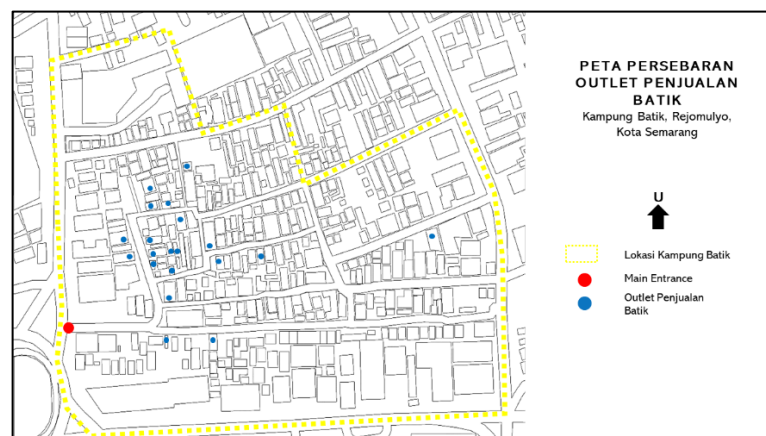 PETA PERSEBARAN
OUTLET PENJUALAN
BATIK
Kampung Batik, Rejomulyo,
Kota Semarang
U
Lokasi Kampung Batik
Main Entrance
Outlet Penjualan
Batik